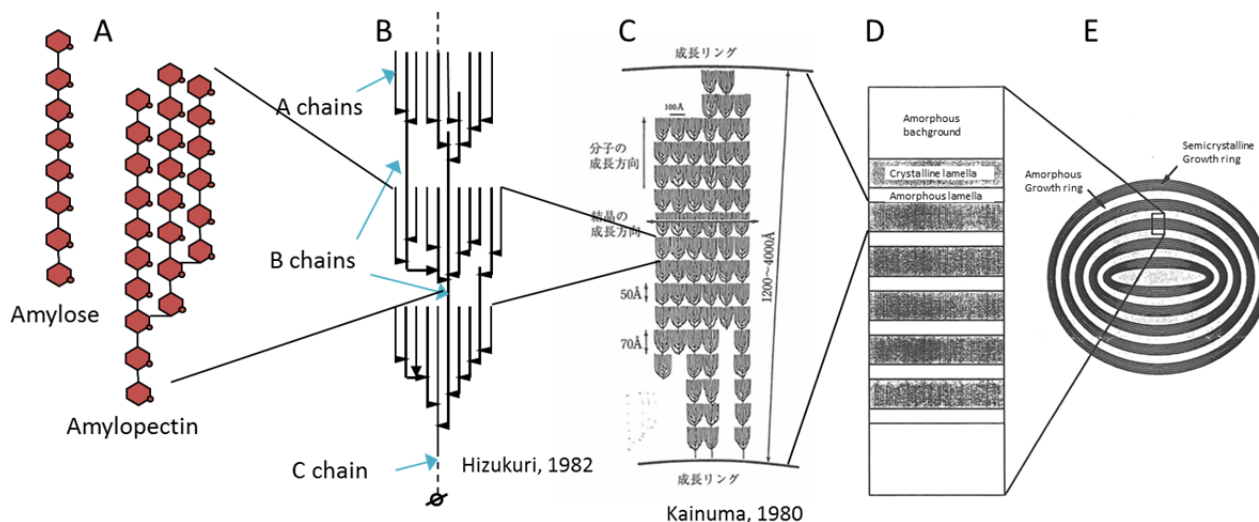 A
B
C
D
E
Amylose
Amylopectin
A chains
B chains
C chain
Hizukuri, 1982
成長リング
100Å
分子の
成長方向
結晶の
成長方向
50Å
70Å
1200～4000Å
成長リング
Kainuma, 1980
Amorphous
background
Crystalline lamella
Amorphous lamella
Semicrystalline
Growth ring
Amorphous
Growth ring